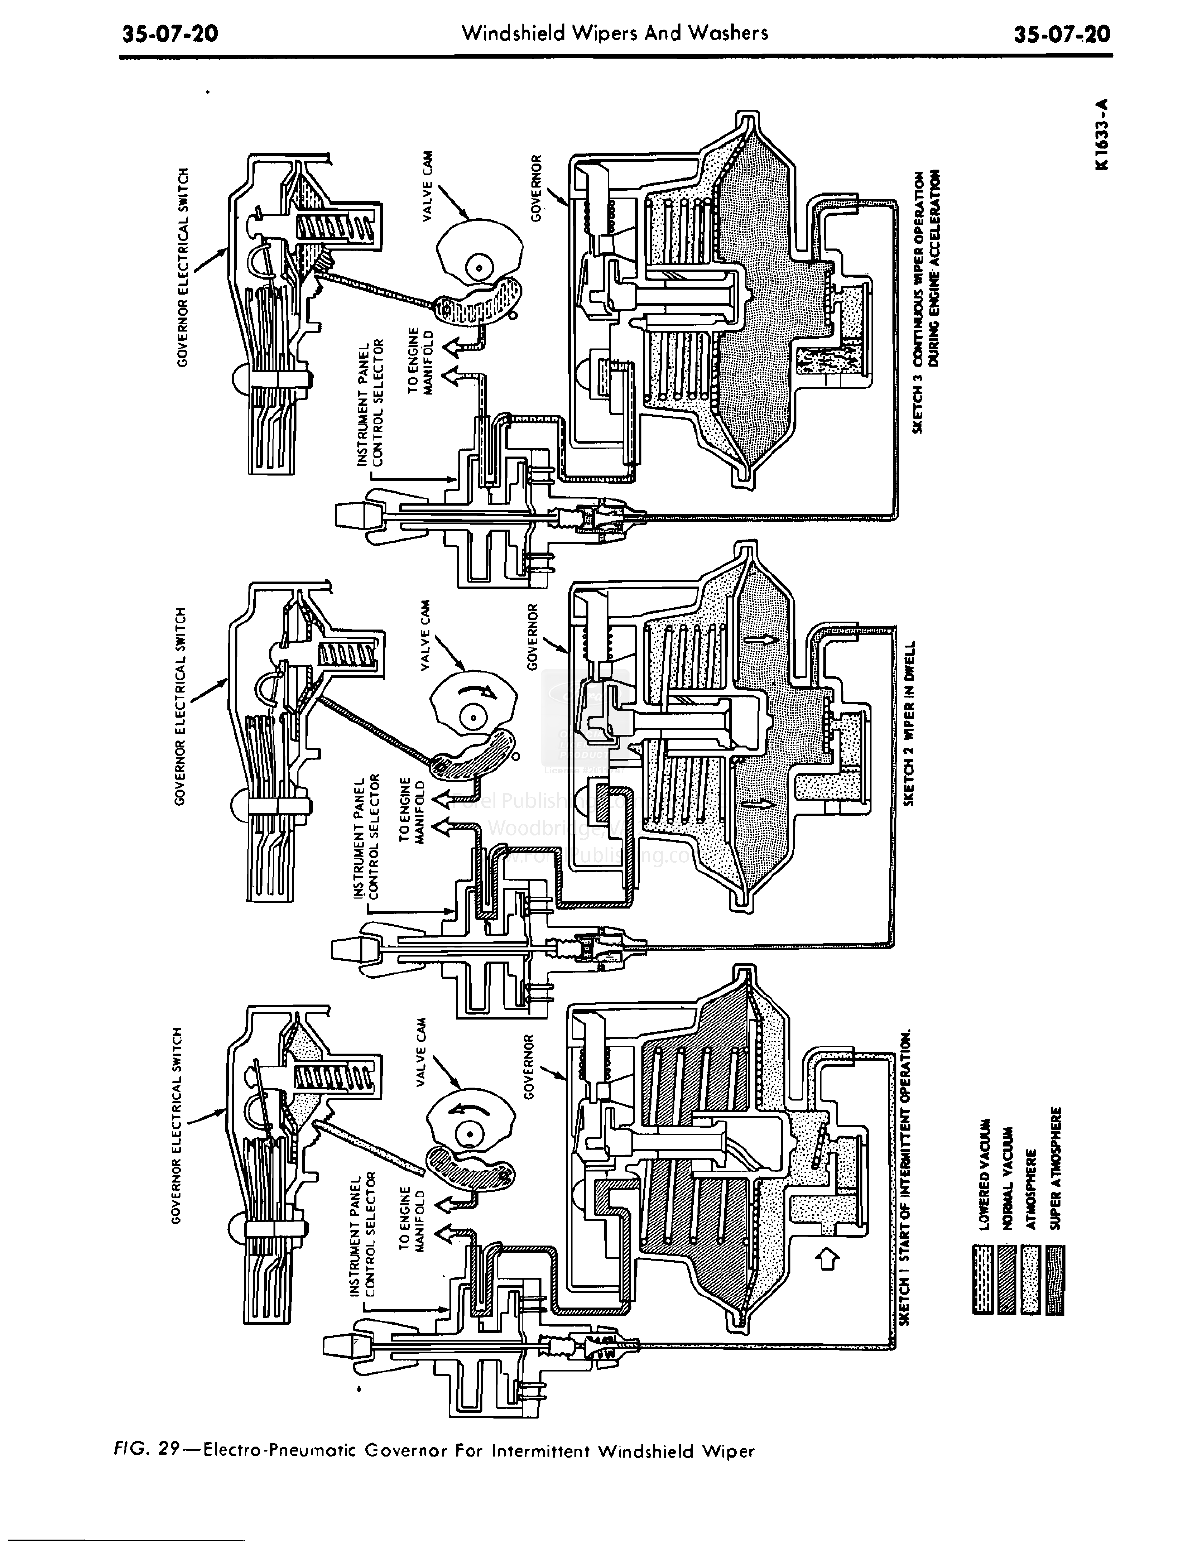 35-07-20
Windshield Wipers And Washers
35-07-20
K1633-A
GOVERNOR ELECTRICAL SWITCH
VALVE CAM
GOVERNOR
INSTRUMENT PANEL
CONTROL SELECTOR
TO ENGINE
MANIFOLD
SKETCH 3 CONTINUOUS WIPER OPERATION
DURING ENGINE ACCELERATION
GOVERNOR ELECTRICAL SWITCH
VALVE CAM
GOVERNOR
INSTRUMENT PANEL
CONTROL SELECTOR
TO ENGINE
MANIFOLD
SKETCH 2 WIPER IN DWELL
GOVERNOR ELECTRICAL SWITCH
VALVE CAM
GOVERNOR
INSTRUMENT PANEL
CONTROL SELECTOR
TO ENGINE
MANIFOLD
SKETCH 1 START OF INTERMITTENT OPERATION.
LOWERED VACUUM
NORMAL VACUUM
ATMOSPHERE
SUPER ATMOSPHERE
FIG. 29—Electro-Pneumatic Governor For Intermittent Windshield Wiper